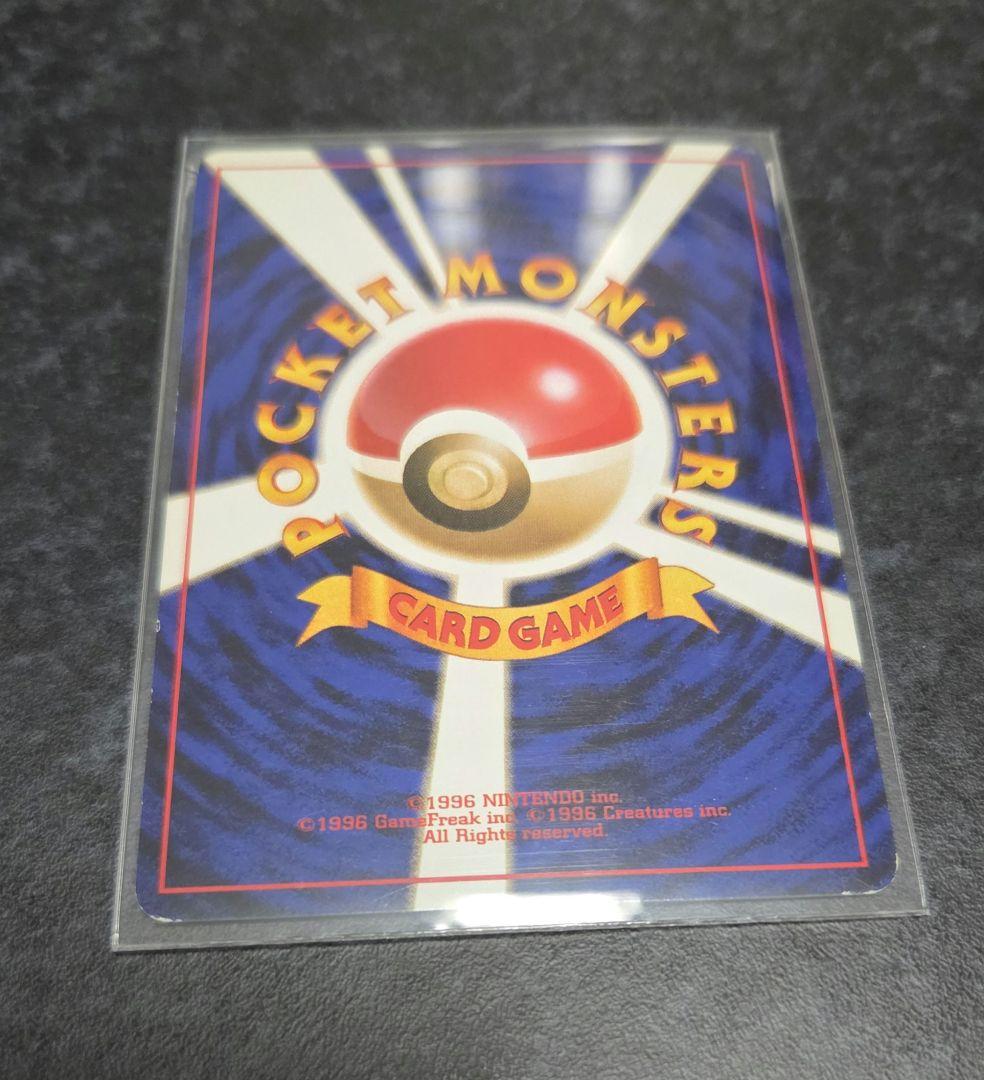 POCKET MONSTERS
CARD GAME
©1996 NINTENDO inc.
©1996 GameFreak inc. ©1996 Creatures inc.
All Rights reserved.